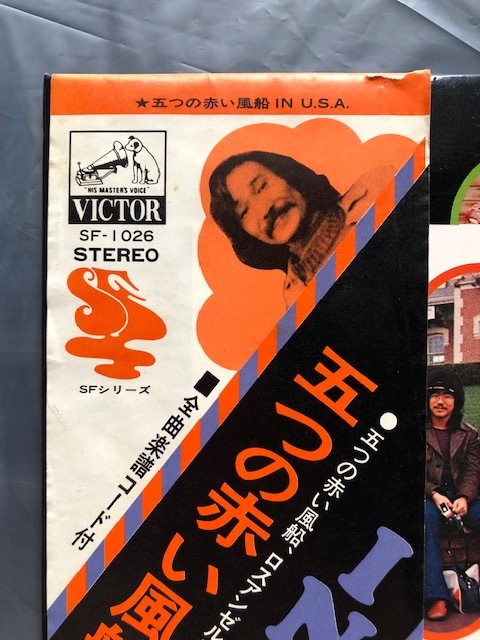 ★五つの赤い風船 IN U.S.A.
"HIS MASTER'S VOICE"
VICTOR
SF-1026
STEREO
SFシリーズ
■全曲楽譜コード付
●五つの赤い風船、ロスアンゼル
五つの赤い風船
IN